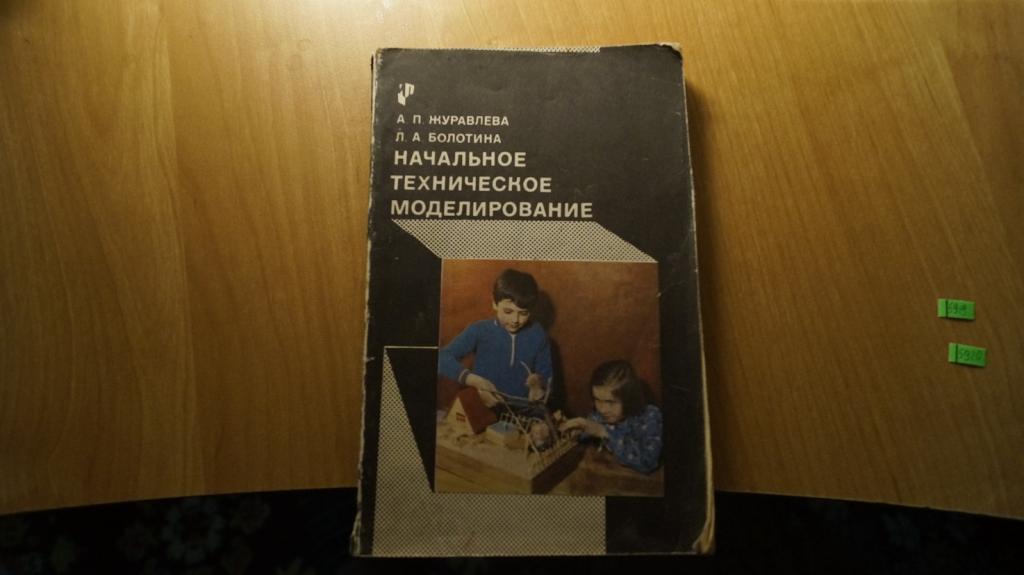 А. П. ЖУРАВЛЕВА
Л. А. БОЛОТИНА
НАЧАЛЬНОЕ
ТЕХНИЧЕСКОЕ
МОДЕЛИРОВАНИЕ